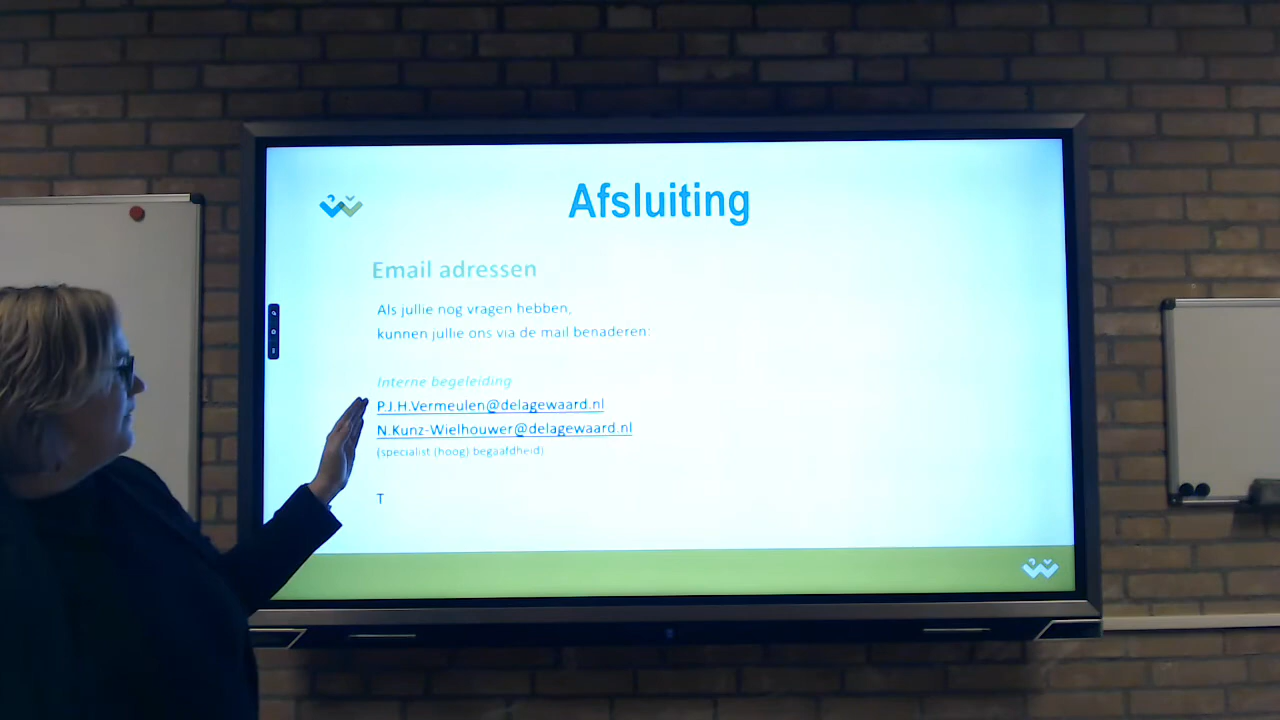 Afsluiting
Email adressen
Als jullie nog vragen hebben,
kunnen jullie ons via de mail benaderen:
Interne begeleiding
P.J.H.Vermeulen@delagewaard.nl
N.Kunz-Wielhouwer@delagewaard.nl
(specialist (hoog) begaafdheid)
T